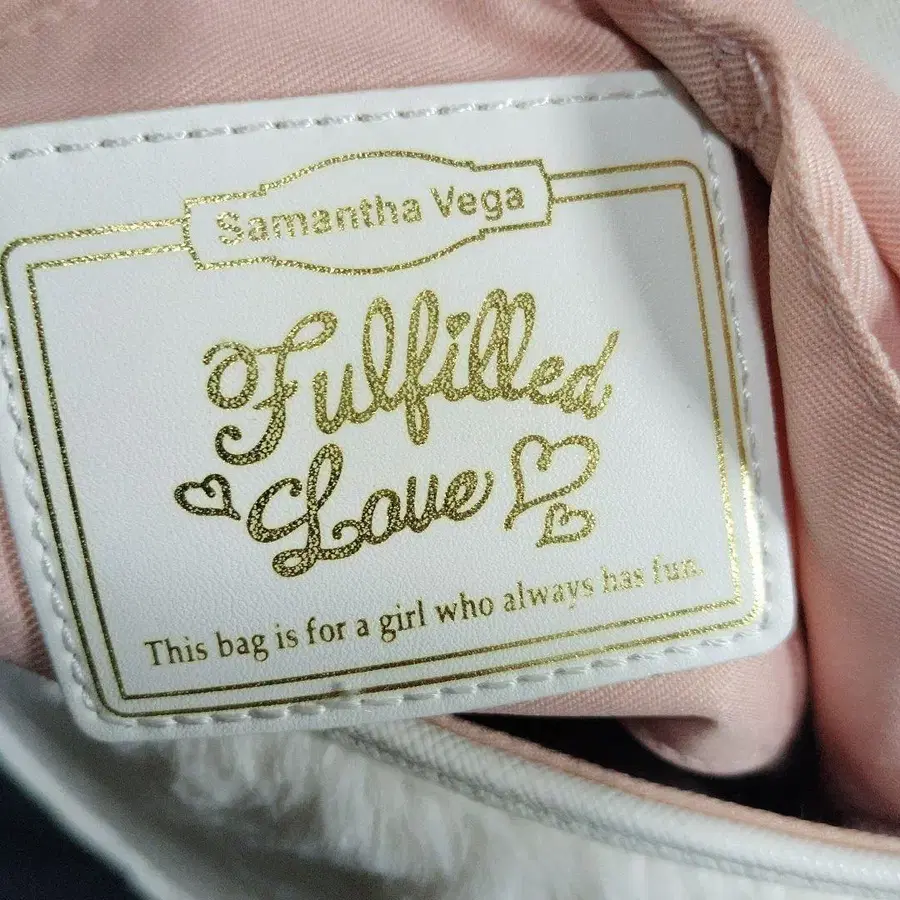 Samantha Vega
Fulfilled
Love
This bag is for a girl who always has fun.